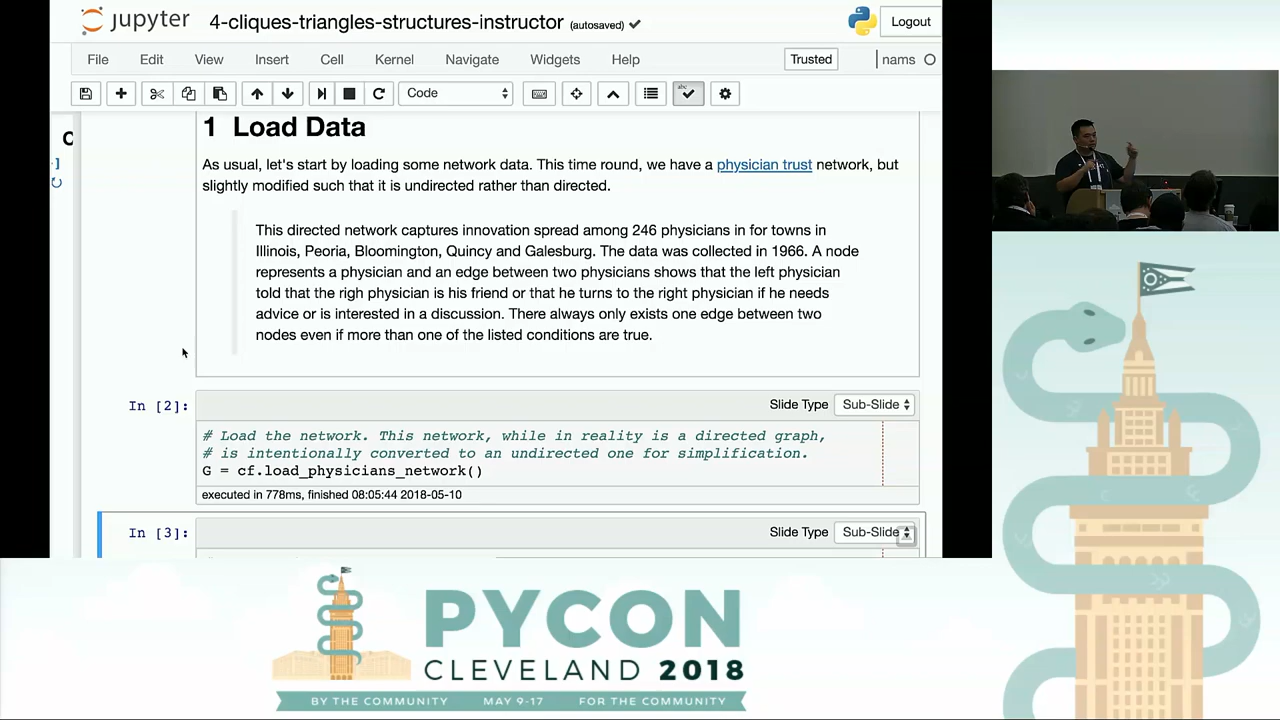 jupyter 4-cliques-triangles-structures-instructor (autosaved)
Logout
File Edit View Insert Cell Kernel Navigate Widgets Help
Trusted
nams
Code
abc
1 Load Data
As usual, let's start by loading some network data. This time round, we have a physician trust network, but
slightly modified such that it is undirected rather than directed.
This directed network captures innovation spread among 246 physicians in for towns in
Illinois, Peoria, Bloomington, Quincy and Galesburg. The data was collected in 1966. A node
represents a physician and an edge between two physicians shows that the left physician
told that the righ physician is his friend or that he turns to the right physician if he needs
advice or is interested in a discussion. There always only exists one edge between two
nodes even if more than one of the listed conditions are true.
In [2]:
Slide Type Sub-Slide
# Load the network. This network, while in reality is a directed graph,
# is intentionally converted to an undirected one for simplification.
G = cf.load_physicians_network()
executed in 778ms, finished 08:05:44 2018-05-10
In [3]:
Slide Type Sub-Slide
PYCON
CLEVELAND 2018
BY THE COMMUNITY MAY 9-17 FOR THE COMMUNITY